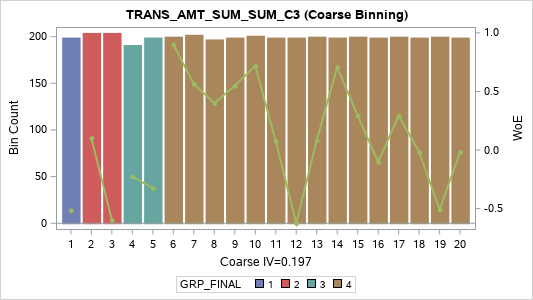 TRANS_AMT_SUM_SUM_C3 (Coarse Binning)
200
150
100
50
0
Bin Count
1.0
0.5
0.0
-0.5
WoE
1 2 3 4 5 6 7 8 9 10 11 12 13 14 15 16 17 18 19 20
Coarse IV=0.197
GRP_FINAL 1 2 3 4